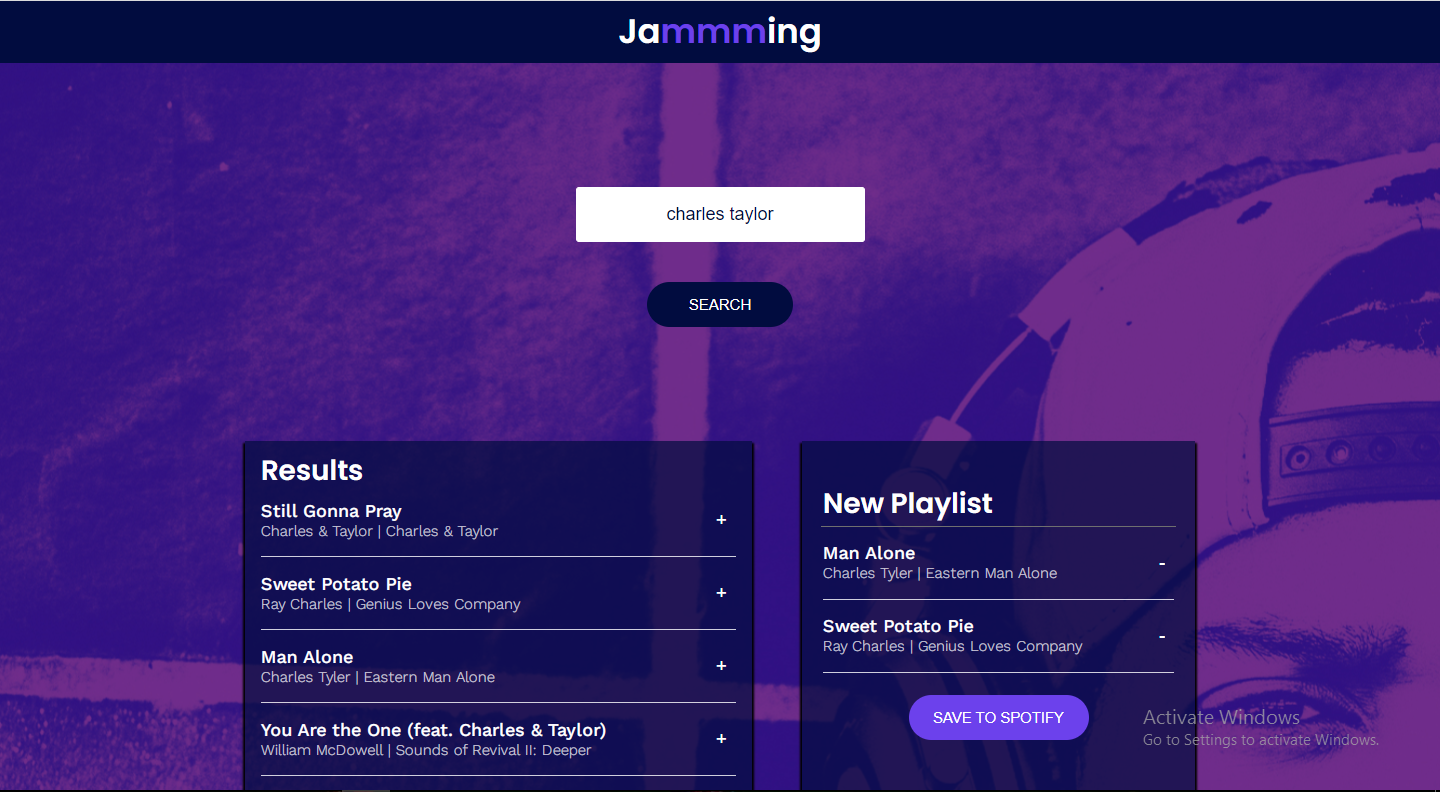 Jammming
charles taylor
SEARCH
Results
Still Gonna Pray
Charles & Taylor | Charles & Taylor
+
Sweet Potato Pie
Ray Charles | Genius Loves Company
+
Man Alone
Charles Tyler | Eastern Man Alone
+
You Are the One (feat. Charles & Taylor)
William McDowell | Sounds of Revival II: Deeper
+
New Playlist
Man Alone
Charles Tyler | Eastern Man Alone
-
Sweet Potato Pie
Ray Charles | Genius Loves Company
-
SAVE TO SPOTIFY
Activate Windows
Go to Settings to activate Windows.